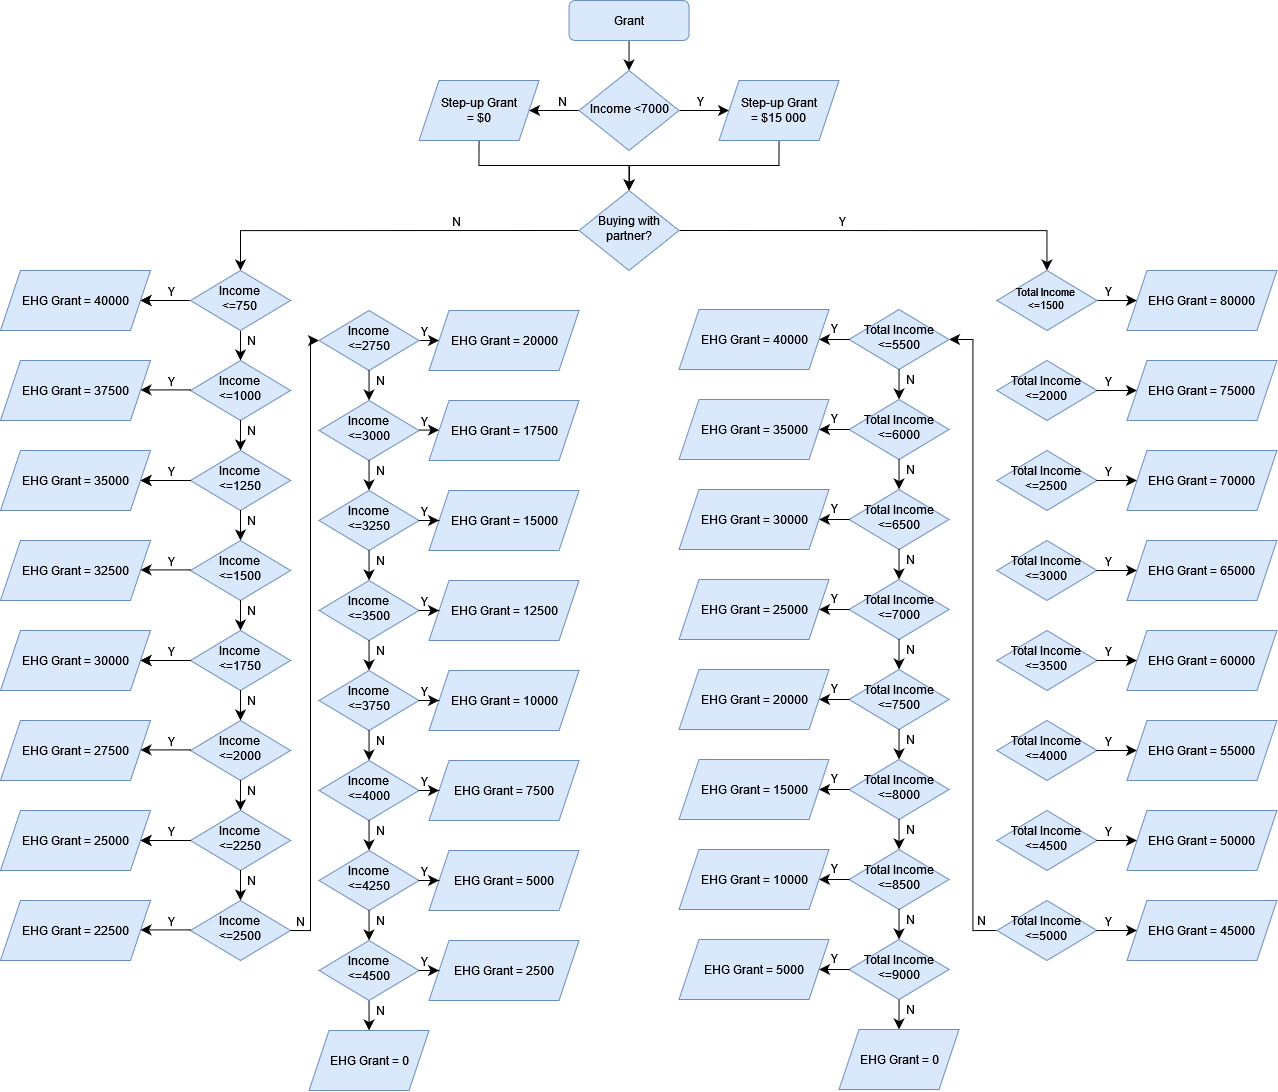 Grant
Income <7000
N
Y
Step-up Grant
= $0
Step-up Grant
= $15 000
Buying with
partner?
N
Y
Income
<=750
Y
EHG Grant = 40000
N
Income
<=1000
Y
EHG Grant = 37500
N
Income
<=1250
Y
EHG Grant = 35000
N
Income
<=1500
Y
EHG Grant = 32500
N
Income
<=1750
Y
EHG Grant = 30000
N
Income
<=2000
Y
EHG Grant = 27500
N
Income
<=2250
Y
EHG Grant = 25000
N
Income
<=2500
Y
EHG Grant = 22500
N
Income
<=2750
Y
EHG Grant = 20000
N
Income
<=3000
Y
EHG Grant = 17500
N
Income
<=3250
Y
EHG Grant = 15000
N
Income
<=3500
Y
EHG Grant = 12500
N
Income
<=3750
Y
EHG Grant = 10000
N
Income
<=4000
Y
EHG Grant = 7500
N
Income
<=4250
Y
EHG Grant = 5000
N
Income
<=4500
Y
EHG Grant = 2500
N
EHG Grant = 0
Total Income
<=1500
Y
EHG Grant = 80000
Total Income
<=2000
Y
EHG Grant = 75000
Total Income
<=2500
Y
EHG Grant = 70000
Total Income
<=3000
Y
EHG Grant = 65000
Total Income
<=3500
Y
EHG Grant = 60000
Total Income
<=4000
Y
EHG Grant = 55000
Total Income
<=4500
Y
EHG Grant = 50000
Total Income
<=5000
Y
EHG Grant = 45000
N
Total Income
<=5500
Y
EHG Grant = 40000
N
Total Income
<=6000
Y
EHG Grant = 35000
N
Total Income
<=6500
Y
EHG Grant = 30000
N
Total Income
<=7000
Y
EHG Grant = 25000
N
Total Income
<=7500
Y
EHG Grant = 20000
N
Total Income
<=8000
Y
EHG Grant = 15000
N
Total Income
<=8500
Y
EHG Grant = 10000
N
Total Income
<=9000
Y
EHG Grant = 5000
N
EHG Grant = 0